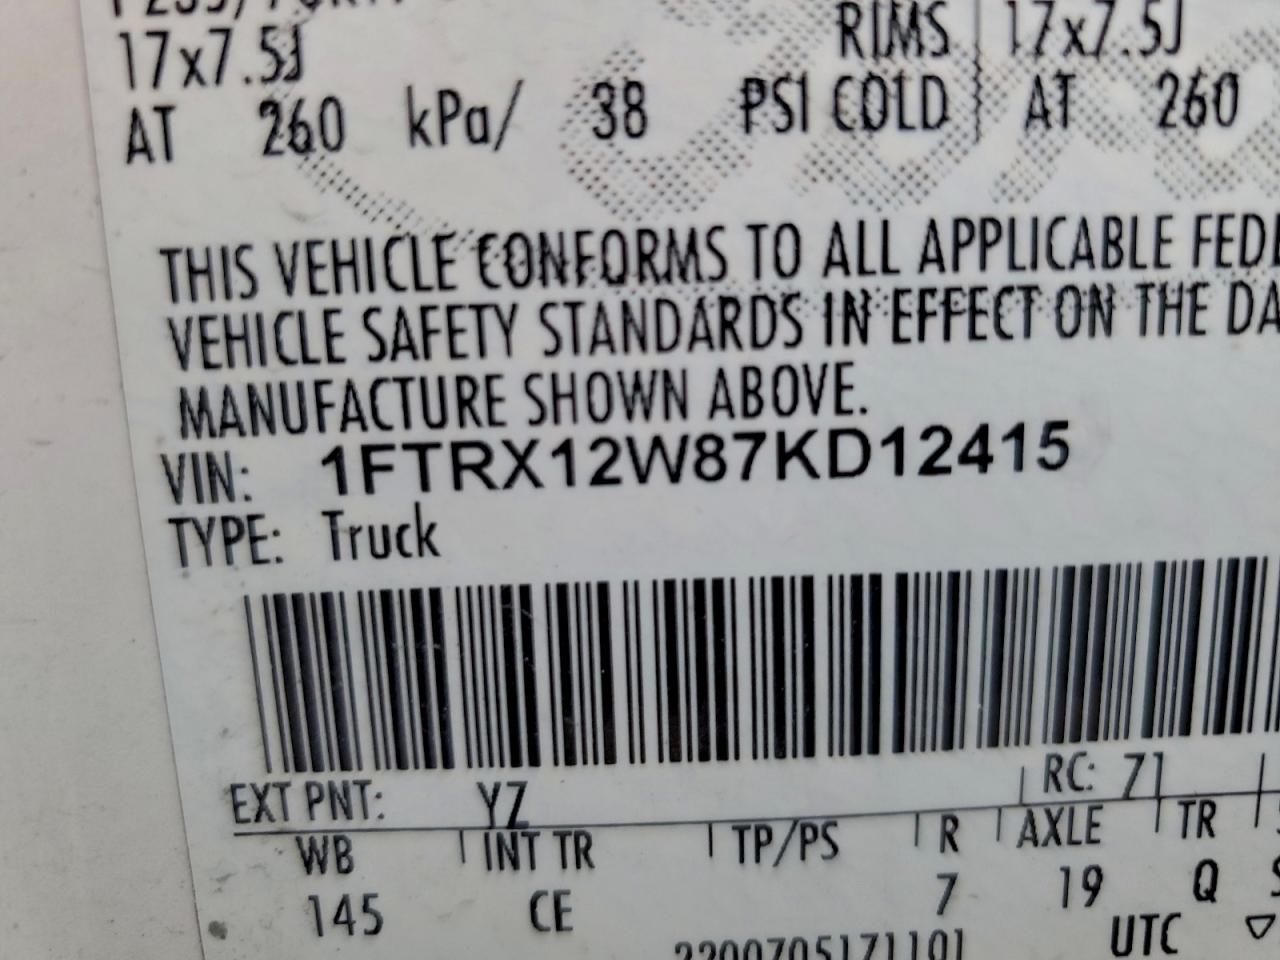 17x7.5J RIMS 17x7.5J
AT 260 kPa/ 38 PSI COLD AT 260
THIS VEHICLE CONFORMS TO ALL APPLICABLE FEDE
VEHICLE SAFETY STANDARDS IN EFFECT ON THE DA
MANUFACTURE SHOWN ABOVE.
VIN: 1FTRX12W87KD12415
TYPE: Truck
EXT PNT: YZ RC: 71
WB INT TR TP/PS R AXLE TR
145 CE 7 19 Q
UTC